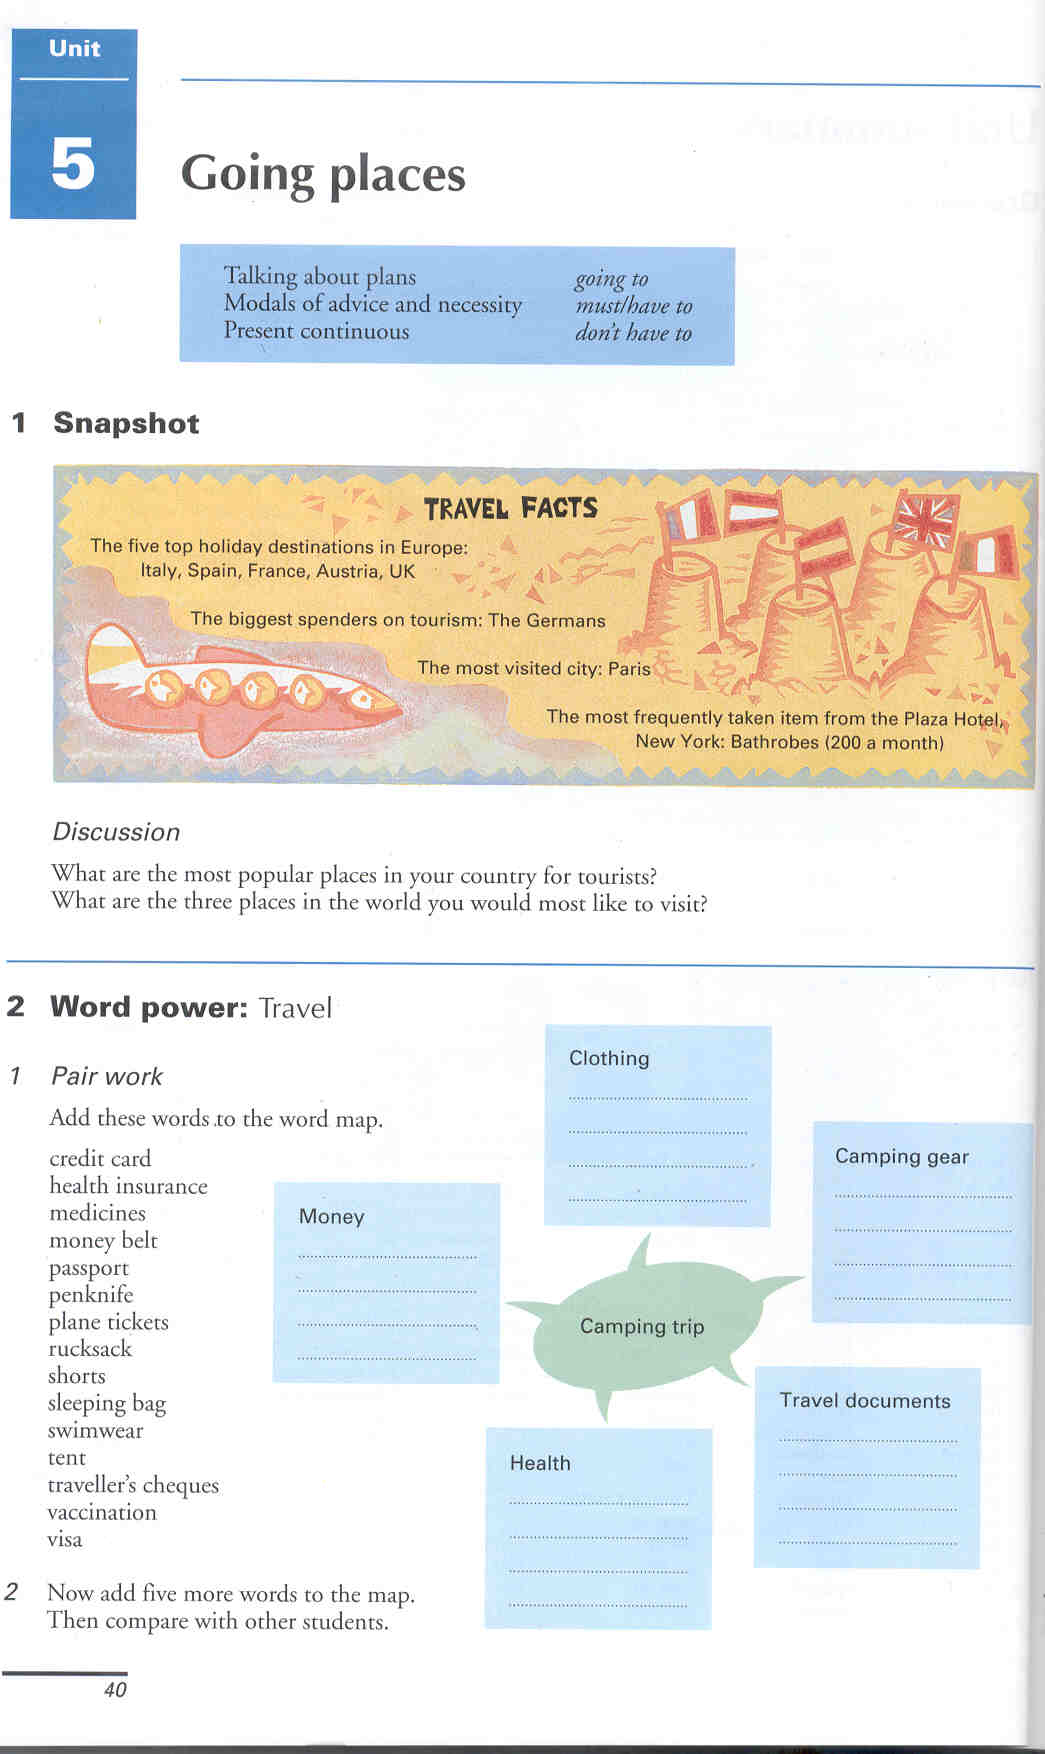 Unit
5
Going places
Talking about plans
Modals of advice and necessity
Present continuous
going to
must/have to
don't have to
1 Snapshot
TRAVEL FACTS
The five top holiday destinations in Europe:
Italy, Spain, France, Austria, UK
The biggest spenders on tourism: The Germans
The most visited city: Paris
The most frequently taken item from the Plaza Hotel,
New York: Bathrobes (200 a month)
Discussion
What are the most popular places in your country for tourists?
What are the three places in the world you would most like to visit?
2 Word power: Travel
1 Pair work
Add these words to the word map.
credit card
health insurance
medicines
money belt
passport
penknife
plane tickets
rucksack
shorts
sleeping bag
swimwear
tent
traveller's cheques
vaccination
visa
Clothing
Camping gear
Money
Camping trip
Travel documents
Health
2 Now add five more words to the map.
Then compare with other students.
40